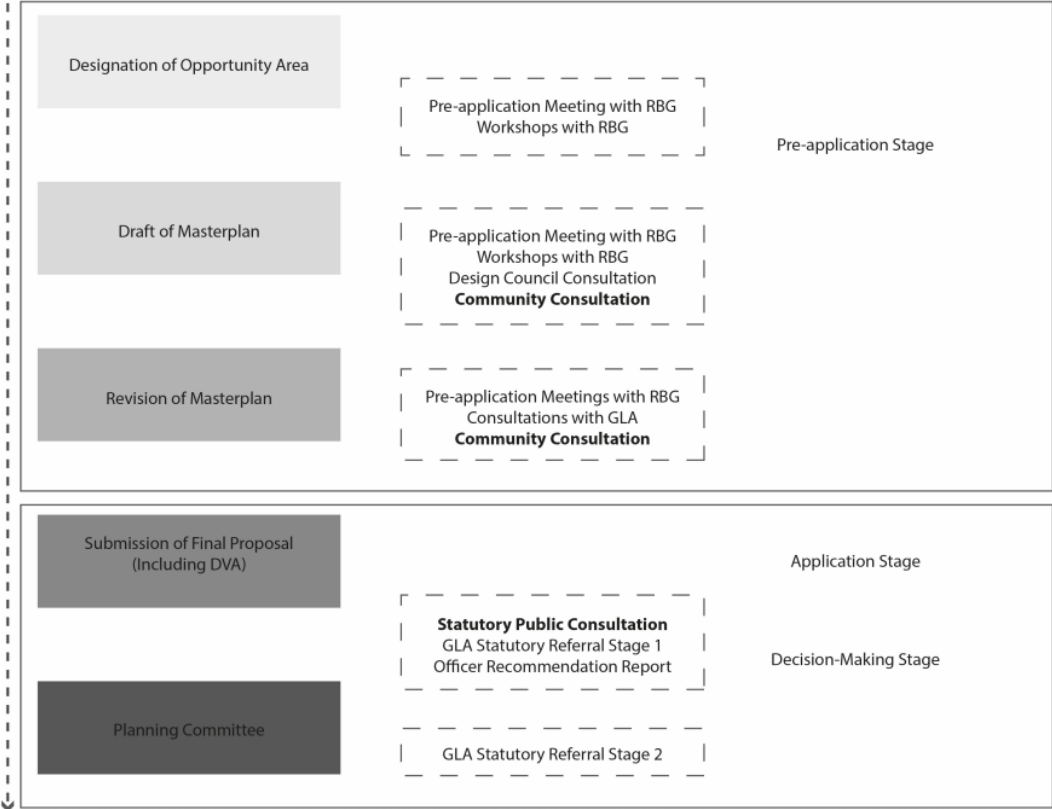 Designation of Opportunity Area
Pre-application Meeting with RBG
Workshops with RBG
Pre-application Stage
Draft of Masterplan
Pre-application Meeting with RBG
Workshops with RBG
Design Council Consultation
Community Consultation
Revision of Masterplan
Pre-application Meetings with RBG
Consultations with GLA
Community Consultation
Submission of Final Proposal
(Including DVA)
Application Stage
Statutory Public Consultation
GLA Statutory Referral Stage 1
Officer Recommendation Report
Decision-Making Stage
Planning Committee
GLA Statutory Referral Stage 2